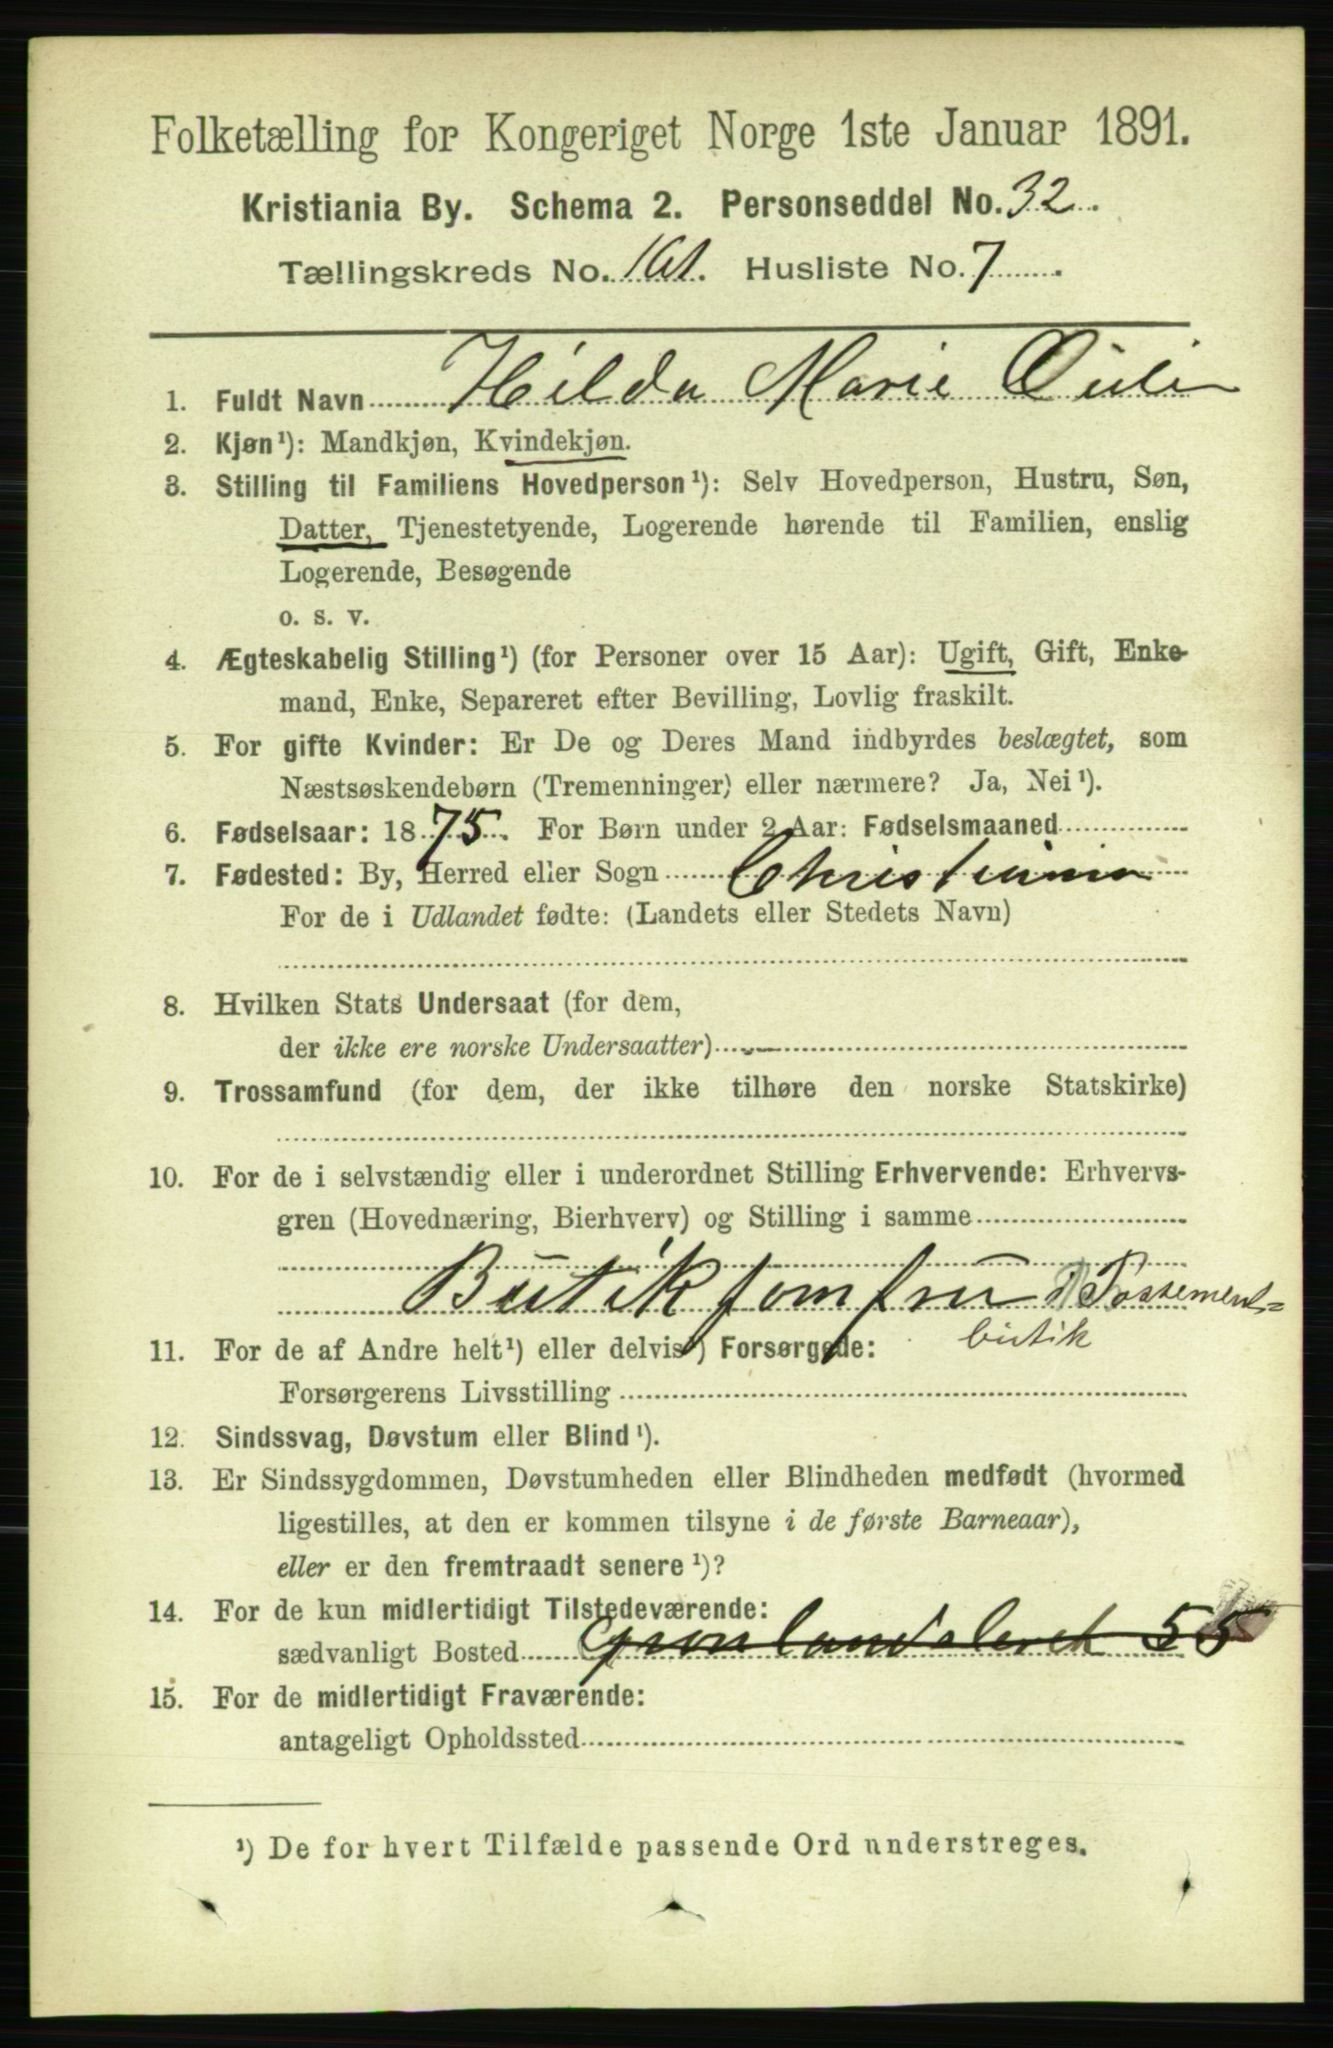 Folketælling for Kongeriget Norge 1ste Januar 1891.
Kristiania By. Schema 2. Personseddel No. 32.
Tællingskreds No. 161. Husliste No. 7.
1. Fuldt Navn Hilda Marie
2. Kjøn¹): Mandkjøn, Kvindekjøn.
3. Stilling til Familiens Hovedperson¹): Selv Hovedperson, Hustru, Søn,
Datter, Tjenestetyende, Logerende hørende til Familien, enslig
Logerende, Besøgende
o. s. v.
4. Ægteskabelig Stilling¹) (for Personer over 15 Aar): Ugift, Gift, Enke-
mand, Enke, Separeret efter Bevilling, Lovlig fraskilt.
5. For gifte Kvinder: Er De og Deres Mand indbyrdes beslægtet, som
Næstsøskendebørn (Tremenninger) eller nærmere? Ja, Nei¹).
6. Fødselsaar: 1875. For Børn under 2 Aar: Fødselsmaaned
7. Fødested: By, Herred eller Sogn Christiania
For de i Udlandet fødte: (Landets eller Stedets Navn)
8. Hvilken Stats Undersaat (for dem,
der ikke ere norske Undersaatter)
9. Trossamfund (for dem, der ikke tilhøre den norske Statskirke)
10. For de i selvstændig eller i underordnet Stilling Erhvervende: Erhvervs-
gren (Hovednæring, Bierhverv) og Stilling i samme
Butikjomfru i Possement=
butik
11. For de af Andre helt¹) eller delvis¹) Forsørgede:
Forsørgerens Livsstilling
12. Sindssvag, Døvstum eller Blind¹).
13. Er Sindssygdommen, Døvstumheden eller Blindheden medfødt (hvormed
ligestilles, at den er kommen tilsyne i de første Barneaar),
eller er den fremtraadt senere¹)?
14. For de kun midlertidigt Tilstedeværende:
sædvanligt Bosted Grønlandsleret 55
15. For de midlertidigt Fraværende:
antageligt Opholdssted
¹) De for hvert Tilfælde passende Ord understreges.